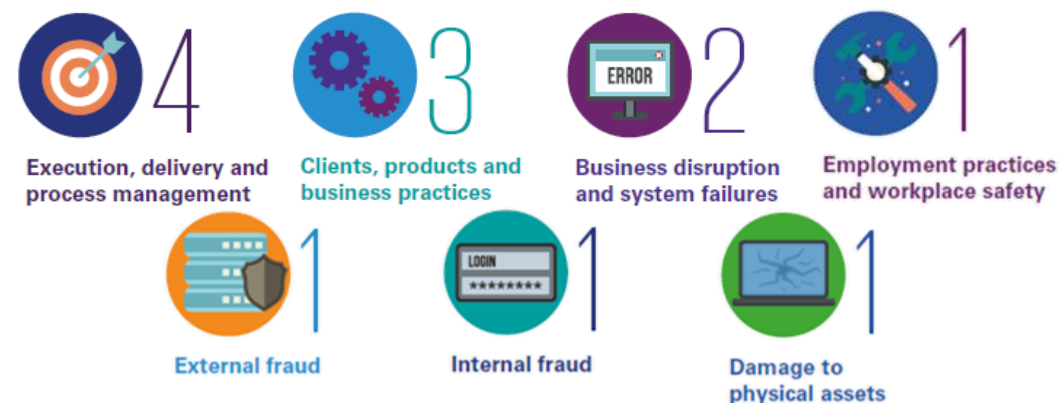 4
Execution, delivery and
process management
3
Clients, products and
business practices
ERROR
2
Business disruption
and system failures
1
Employment practices
and workplace safety
1
External fraud
LOGIN
********
1
Internal fraud
1
Damage to
physical assets